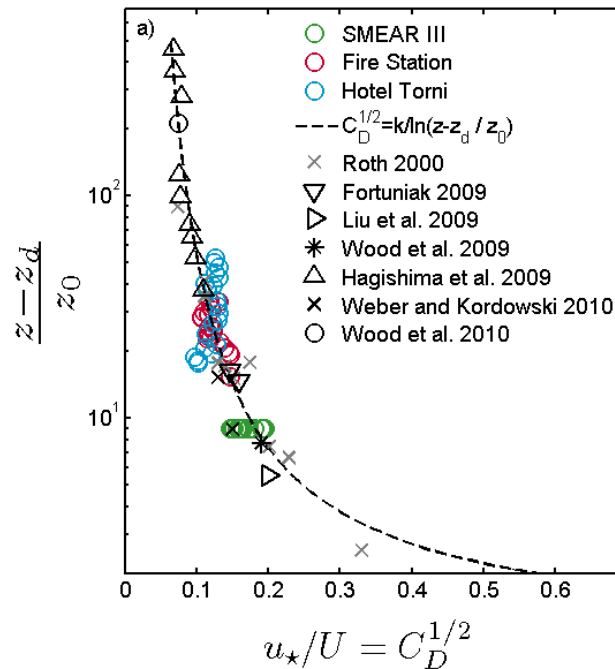 a)
SMEAR III
Fire Station
Hotel Torni
C_D^{1/2}=k/ln(z-z_d / z_0)
Roth 2000
Fortuniak 2009
Liu et al. 2009
Wood et al. 2009
Hagishima et al. 2009
Weber and Kordowski 2010
Wood et al. 2010
10^2
10^1
z − z_d
z_0
0 0.1 0.2 0.3 0.4 0.5 0.6
u_⋆/U = C_D^{1/2}